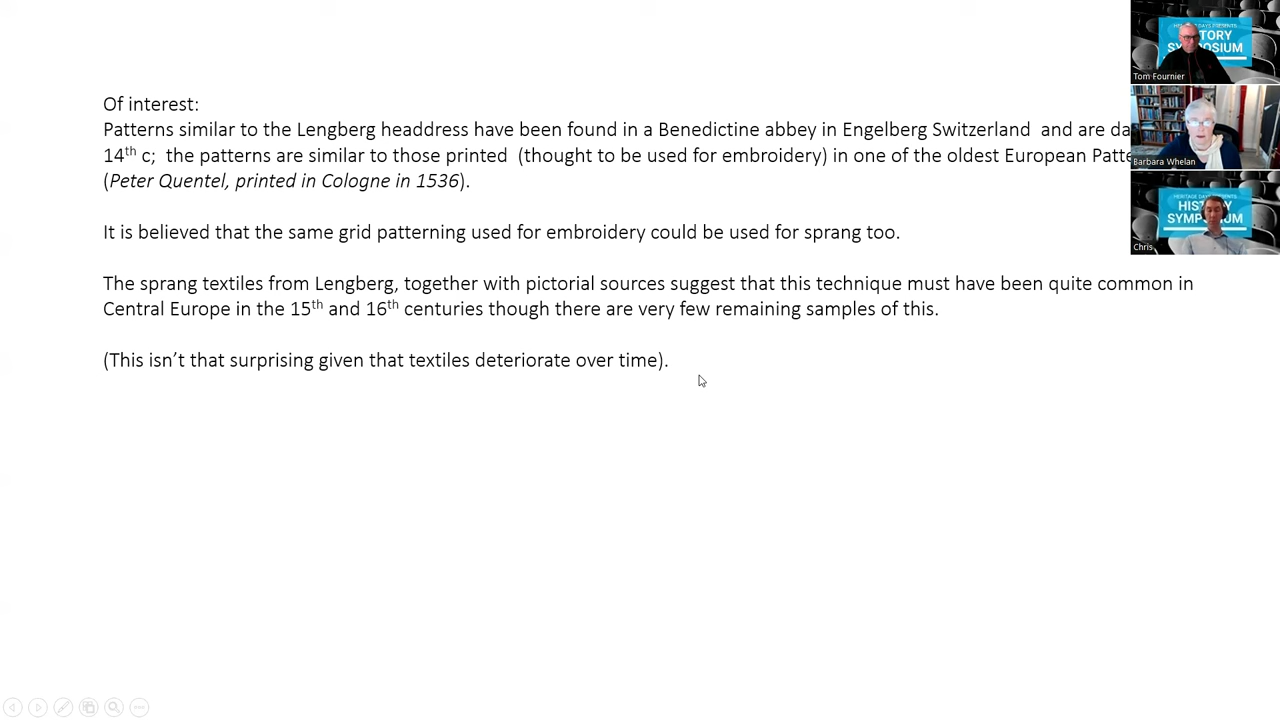 Of interest:
Patterns similar to the Lengberg headdress have been found in a Benedictine abbey in Engelberg Switzerland and are
14th c; the patterns are similar to those printed (thought to be used for embroidery) in one of the oldest European
(Peter Quentel, printed in Cologne in 1536).
It is believed that the same grid patterning used for embroidery could be used for sprang too.
The sprang textiles from Lengberg, together with pictorial sources suggest that this technique must have been quite common in
Central Europe in the 15th and 16th centuries though there are very few remaining samples of this.
(This isn’t that surprising given that textiles deteriorate over time).
Tom Fournier
Barbara Whelan
HERITAGE DAYS PRESENTS
SYMPOSIUM
Chris